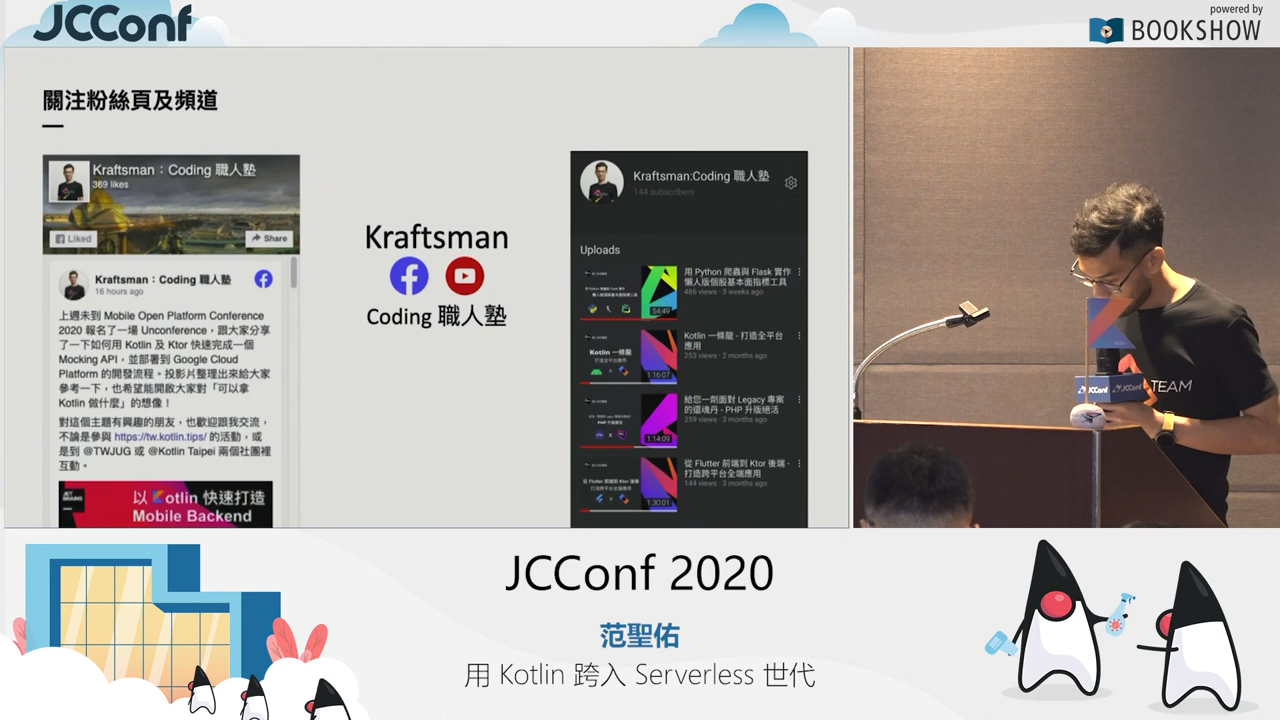 JCConf
powered by
BOOKSHOW
關注粉絲頁及頻道
Kraftsman：Coding 職人塾
369 likes
Liked
Share
Kraftsman：Coding 職人塾
16 hours ago
上週末到 Mobile Open Platform Conference
2020 報名了一場 Unconference，跟大家分享
了一下如何用 Kotlin 及 Ktor 快速完成一個
Mocking API，並部署到 Google Cloud
Platform 的開發流程。投影片整理出來給大家
參考一下，也希望能開啟大家對「可以拿
Kotlin 做什麼」的想像！
對這個主題有興趣的朋友，也歡迎跟我交流，
不論是參與 https://tw.kotlin.tips/ 的活動，或
是到 @TWJUG 或 @Kotlin Taipei 兩個社團裡
互動。
JET
BRAINS
以 Kotlin 快速打造
Mobile Backend
Kraftsman
Coding 職人塾
Kraftsman:Coding 職人塾
144 subscribers
Uploads
用 Python 爬蟲與 Flask 實作
懶人版個股基本面指標工具
486 views · 3 weeks ago
54:49
Kotlin 一條龍 - 打造全平台
應用
253 views · 2 months ago
Kotlin 一條龍
1:16:07
給您一劑面對 Legacy 專案
的還魂丹 - PHP 升版絕活
359 views · 3 months ago
1:14:09
從 Flutter 前端到 Ktor 後端 -
打造跨平台全端應用
144 views · 3 months ago
1:30:01
JCConf
JCConf
TEAM
JCConf 2020
范聖佑
用 Kotlin 跨入 Serverless 世代